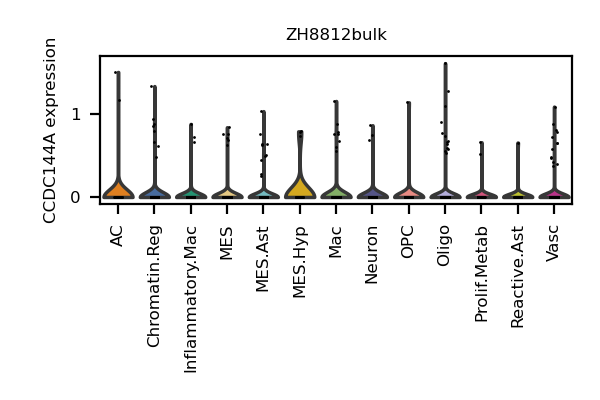 ZH8812bulk
CCDC144A expression
1
0
AC
Chromatin.Reg
Inflammatory.Mac
MES
MES.Ast
MES.Hyp
Mac
Neuron
OPC
Oligo
Prolif.Metab
Reactive.Ast
Vasc